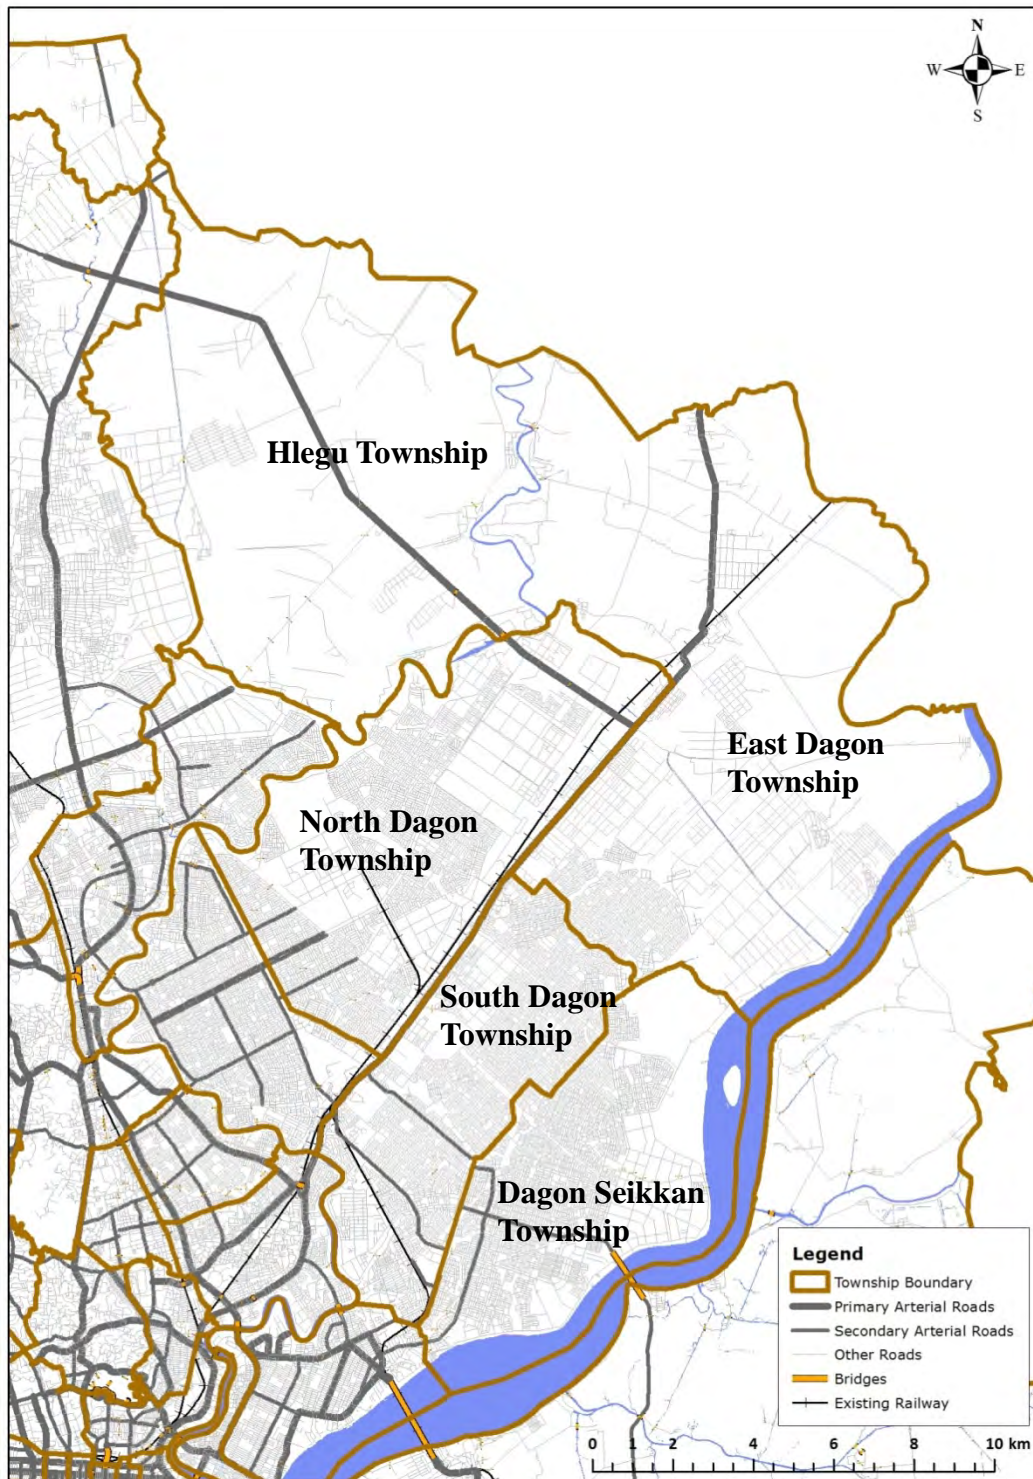 N
W E
S
Hlegu Township
East Dagon
Township
North Dagon
Township
South Dagon
Township
Dagon Seikkan
Township
Legend
Township Boundary
Primary Arterial Roads
Secondary Arterial Roads
Other Roads
Bridges
Existing Railway
0 1 2 4 6 8 10 km